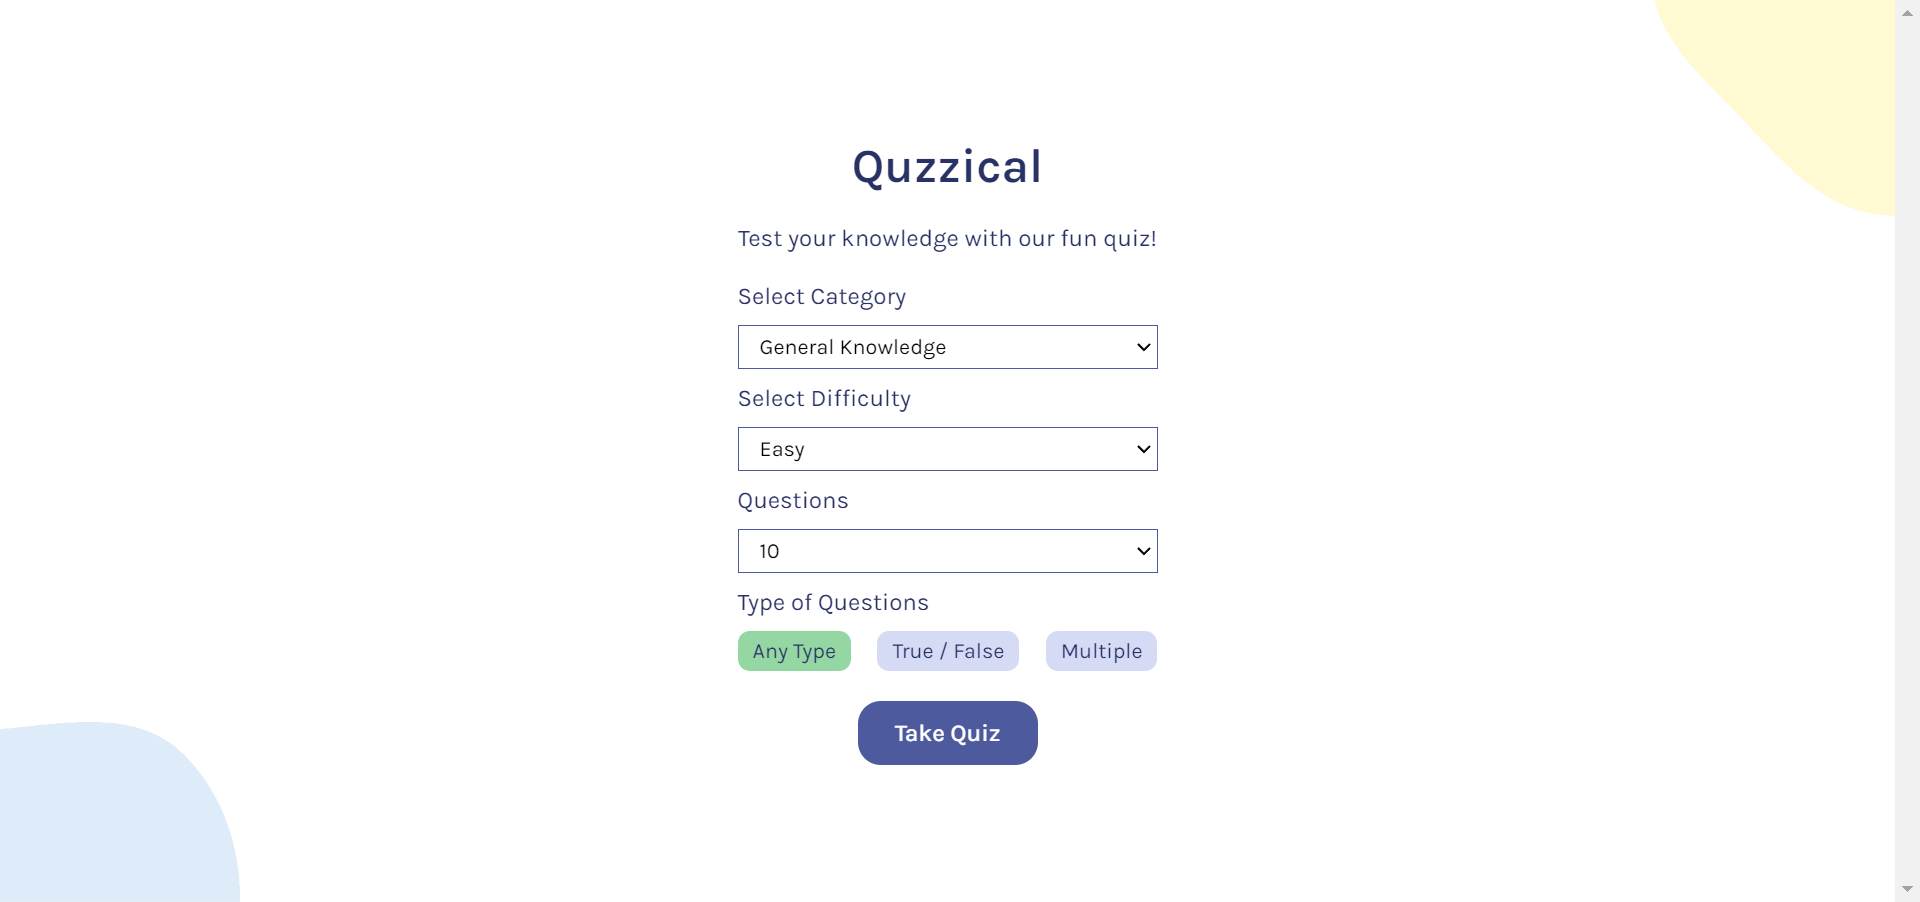 Quzzical
Test your knowledge with our fun quiz!
Select Category
General Knowledge
Select Difficulty
Easy
Questions
10
Type of Questions
Any Type True / False Multiple
Take Quiz